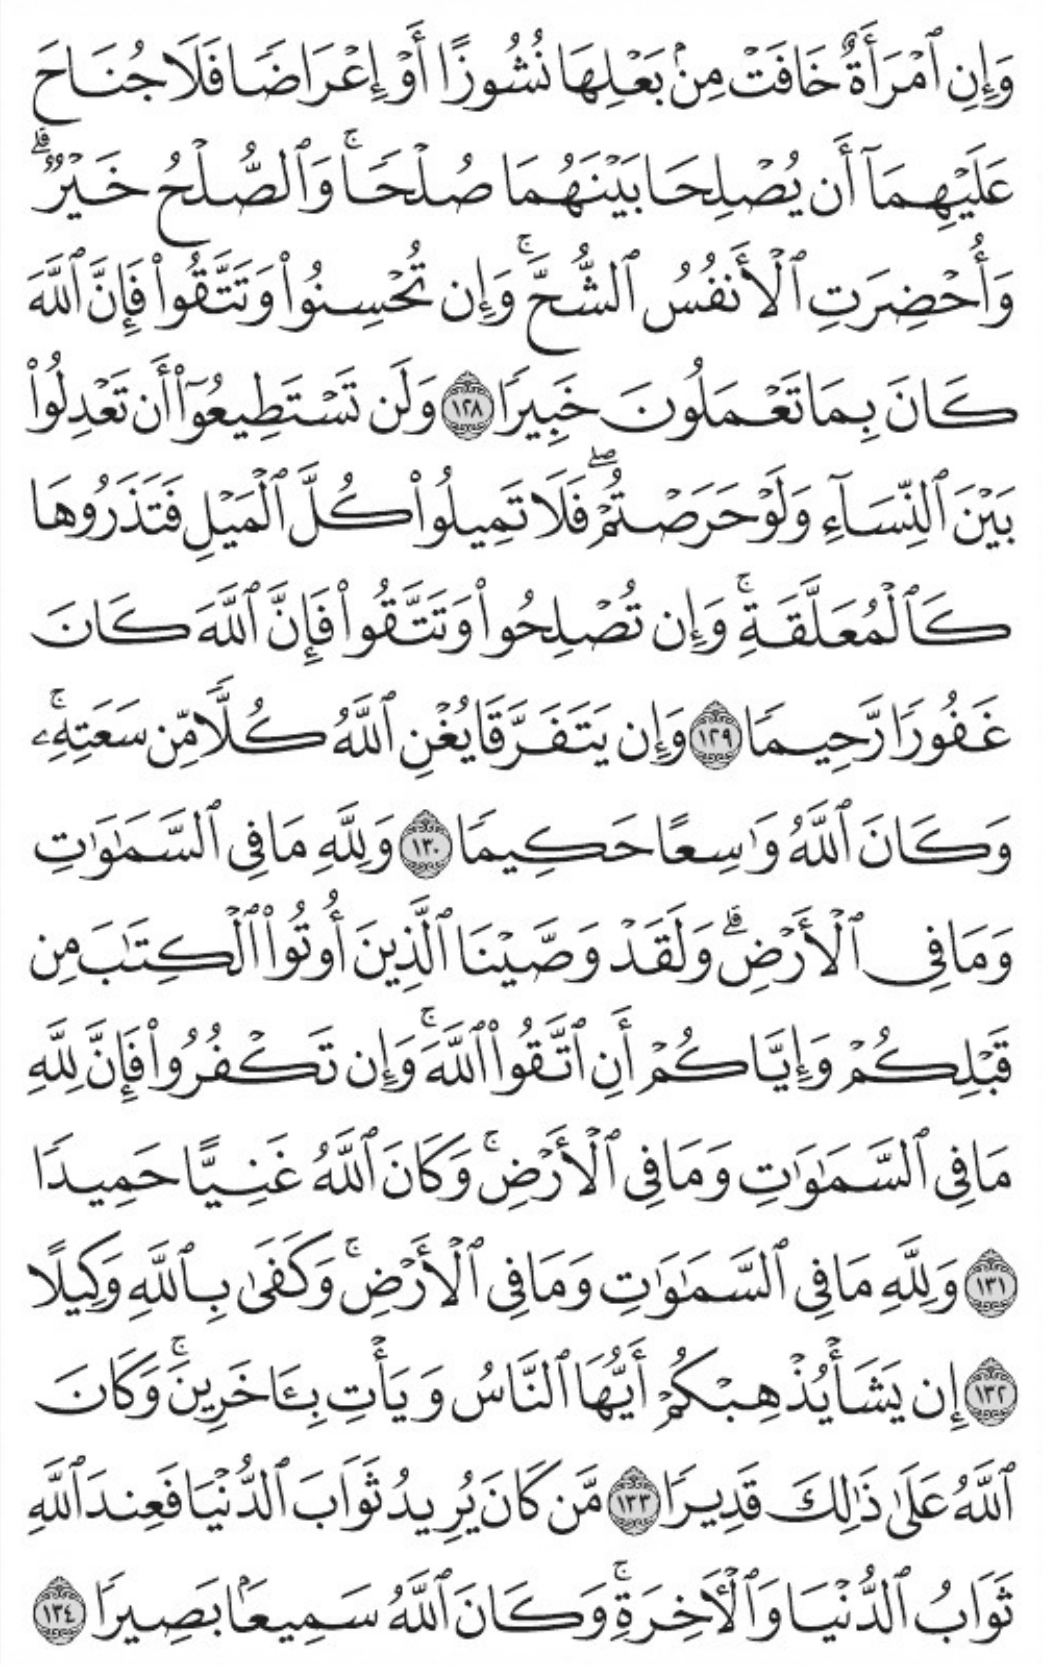 وَإِنِ ٱمۡرَأَةٌ خَافَتۡ مِنۢ بَعۡلِهَا نُشُوزًا أَوۡ إِعۡرَاضٗا فَلَا جُنَاحَ
عَلَيۡهِمَآ أَن يُصۡلِحَا بَيۡنَهُمَا صُلۡحٗاۚ وَٱلصُّلۡحُ خَيۡرٞۗ
وَأُحۡضِرَتِ ٱلۡأَنفُسُ ٱلشُّحَّۚ وَإِن تُحۡسِنُواْ وَتَتَّقُواْ فَإِنَّ ٱللَّهَ
كَانَ بِمَا تَعۡمَلُونَ خَبِيرٗا ١٢٨ وَلَن تَسۡتَطِيعُوٓاْ أَن تَعۡدِلُواْ
بَيۡنَ ٱلنِّسَآءِ وَلَوۡ حَرَصۡتُمۡۖ فَلَا تَمِيلُواْ كُلَّ ٱلۡمَيۡلِ فَتَذَرُوهَا
كَٱلۡمُعَلَّقَةِۚ وَإِن تُصۡلِحُواْ وَتَتَّقُواْ فَإِنَّ ٱللَّهَ كَانَ
غَفُورٗا رَّحِيمٗا ١٢٩ وَإِن يَتَفَرَّقَا يُغۡنِ ٱللَّهُ كُلّٗا مِّن سَعَتِهِۦۚ
وَكَانَ ٱللَّهُ وَٰسِعًا حَكِيمٗا ١٣٠ وَلِلَّهِ مَا فِي ٱلسَّمَٰوَٰتِ
وَمَا فِي ٱلۡأَرۡضِۗ وَلَقَدۡ وَصَّيۡنَا ٱلَّذِينَ أُوتُواْ ٱلۡكِتَٰبَ مِن
قَبۡلِكُمۡ وَإِيَّاكُمۡ أَنِ ٱتَّقُواْ ٱللَّهَۚ وَإِن تَكۡفُرُواْ فَإِنَّ لِلَّهِ
مَا فِي ٱلسَّمَٰوَٰتِ وَمَا فِي ٱلۡأَرۡضِۚ وَكَانَ ٱللَّهُ غَنِيًّا حَمِيدٗا
١٣١ وَلِلَّهِ مَا فِي ٱلسَّمَٰوَٰتِ وَمَا فِي ٱلۡأَرۡضِۚ وَكَفَىٰ بِٱللَّهِ وَكِيلًا
١٣٢ إِن يَشَأۡ يُذۡهِبۡكُمۡ أَيُّهَا ٱلنَّاسُ وَيَأۡتِ بِـَٔاخَرِينَۚ وَكَانَ
ٱللَّهُ عَلَىٰ ذَٰلِكَ قَدِيرٗا ١٣٣ مَّن كَانَ يُرِيدُ ثَوَابَ ٱلدُّنۡيَا فَعِندَ ٱللَّهِ
ثَوَابُ ٱلدُّنۡيَا وَٱلۡأٓخِرَةِۚ وَكَانَ ٱللَّهُ سَمِيعَۢا بَصِيرٗا ١٣٤